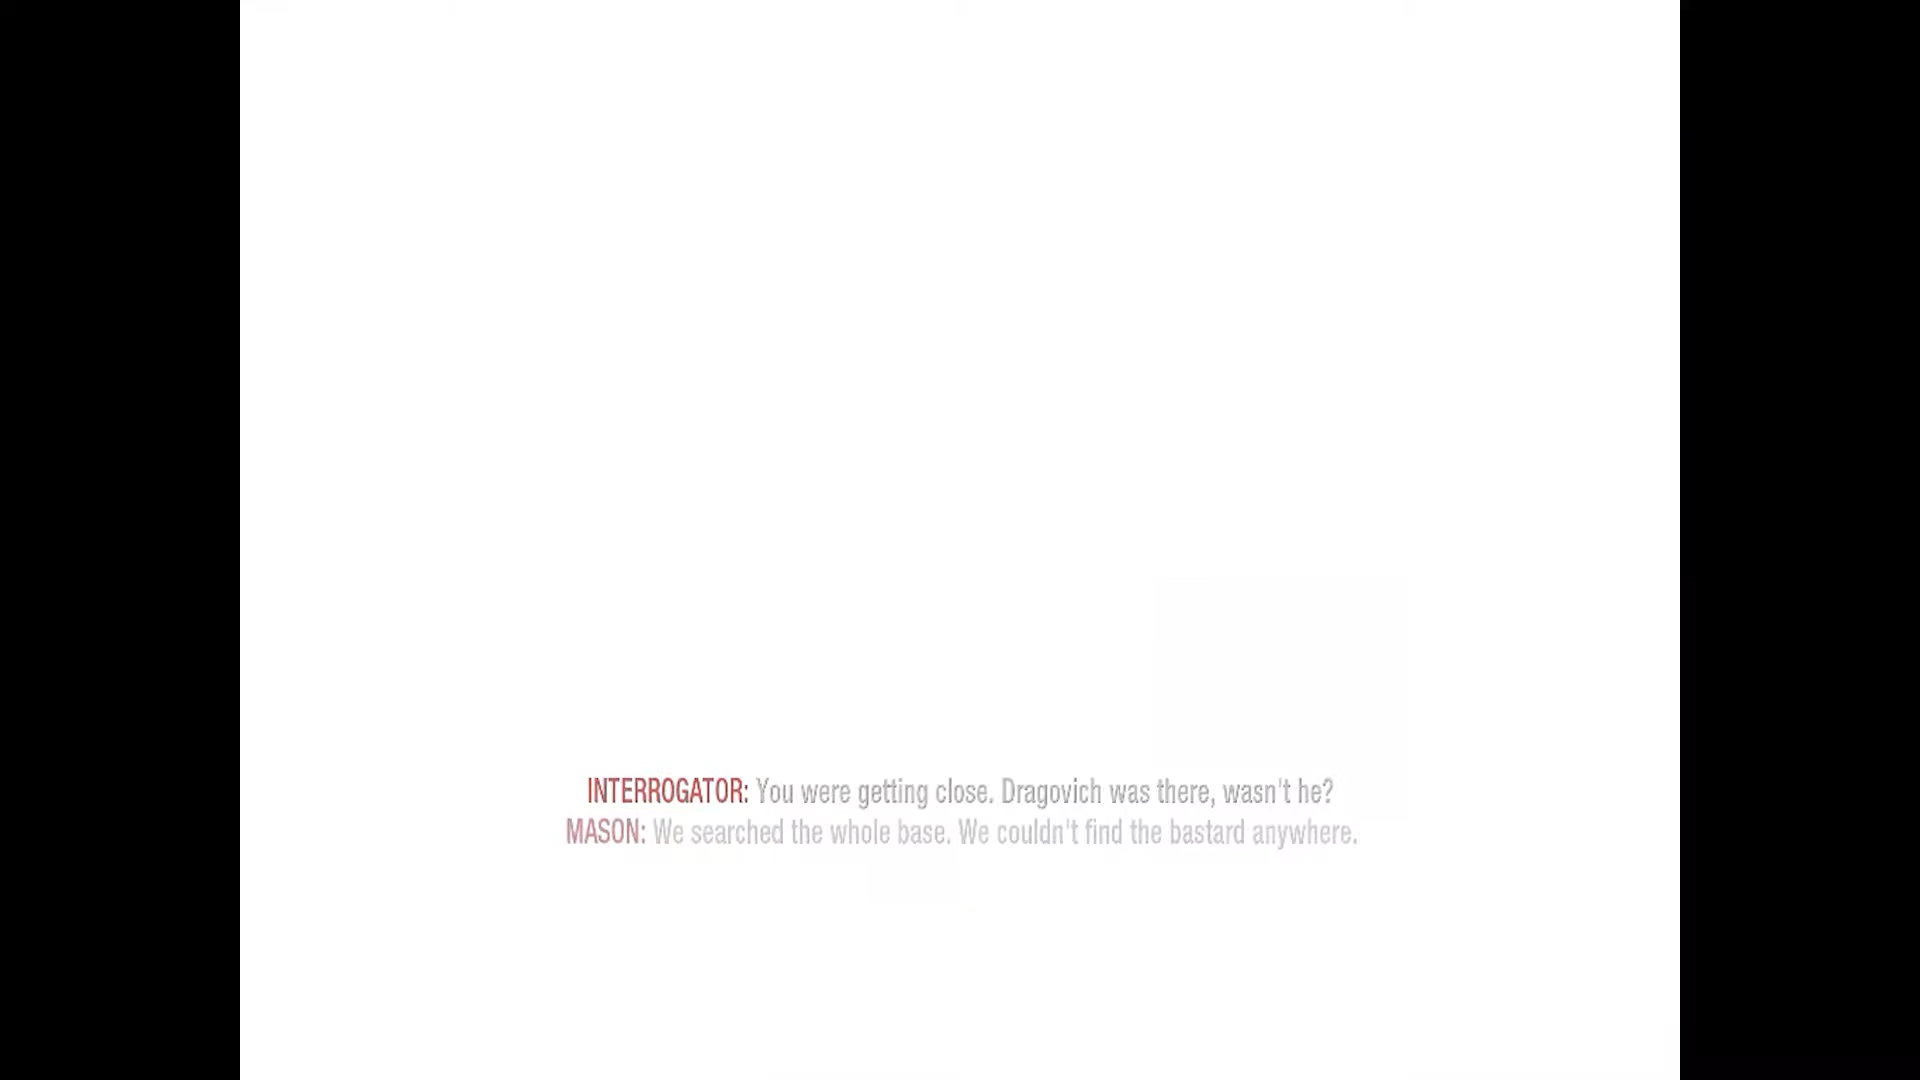 INTERROGATOR: You were getting close. Dragovich was there, wasn't he?
MASON: We searched the whole base. We couldn't find the bastard anywhere.